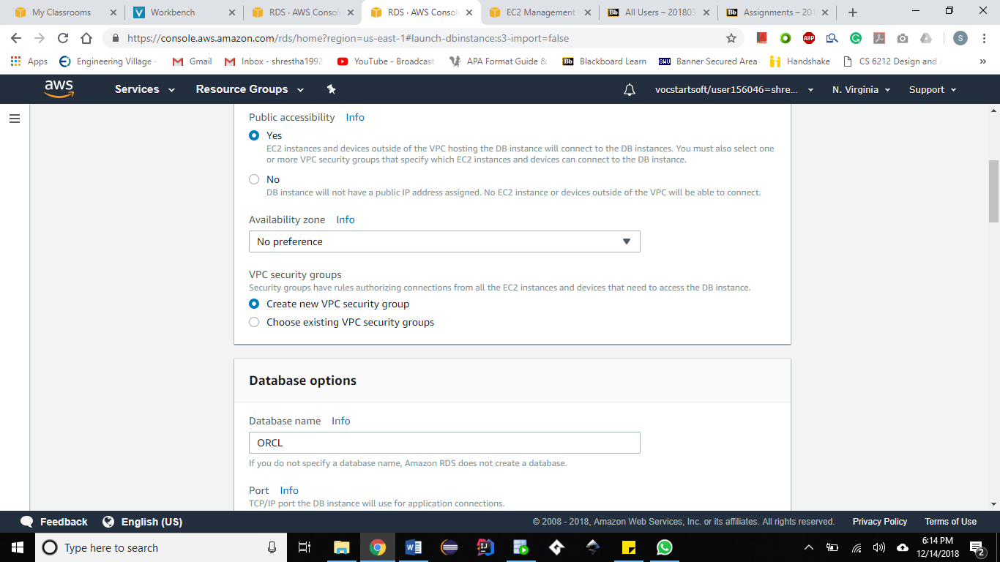 My Classrooms
Workbench
RDS · AWS Consol
RDS · AWS Consol
EC2 Management
All Users – 201803
Assignments – 201
https://console.aws.amazon.com/rds/home?region=us-east-1#launch-dbinstance:s3-import=false
ABP
S
Apps
Engineering Village -
Gmail
Inbox - shrestha1992
YouTube - Broadcast
APA Format Guide &
Bb
Blackboard Learn
GWU
Banner Secured Area
Handshake
CS 6212 Design and
aws
Services
Resource Groups
vocstartsoft/user156046=shre...
N. Virginia
Support
Public accessibility Info
Yes
EC2 instances and devices outside of the VPC hosting the DB instance will connect to the DB instances. You must also select one
or more VPC security groups that specify which EC2 instances and devices can connect to the DB instance.
No
DB instance will not have a public IP address assigned. No EC2 instance or devices outside of the VPC will be able to connect.
Availability zone Info
No preference
VPC security groups
Security groups have rules authorizing connections from all the EC2 instances and devices that need to access the DB instance.
Create new VPC security group
Choose existing VPC security groups
Database options
Database name Info
ORCL
If you do not specify a database name, Amazon RDS does not create a database.
Port Info
TCP/IP port the DB instance will use for application connections.
Feedback
English (US)
© 2008 - 2018, Amazon Web Services, Inc. or its affiliates. All rights reserved.
Privacy Policy
Terms of Use
Type here to search
6:14 PM
12/14/2018
2